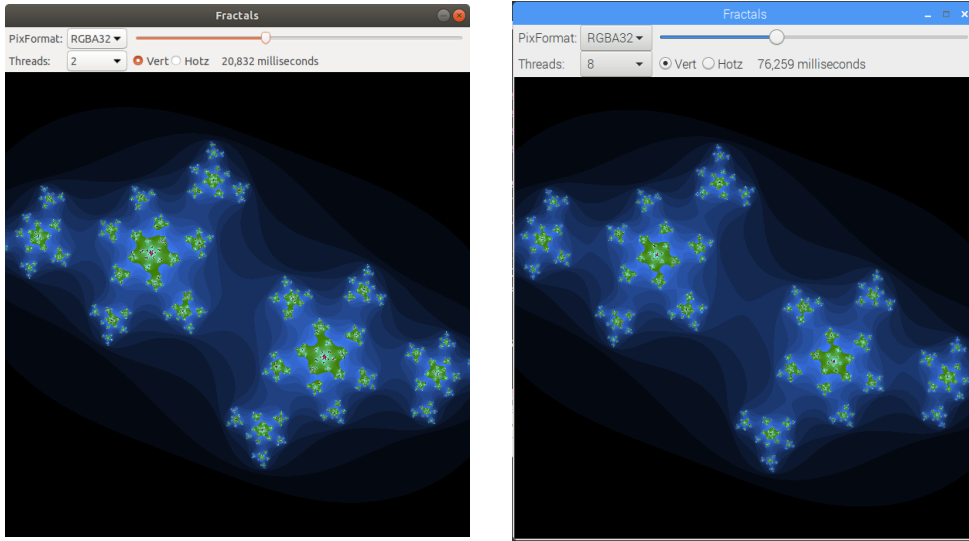 Fractals
PixFormat: RGBA32
Threads: 2 Vert Hotz 20,832 milliseconds
Fractals
PixFormat: RGBA32
Threads: 8 Vert Hotz 76,259 milliseconds